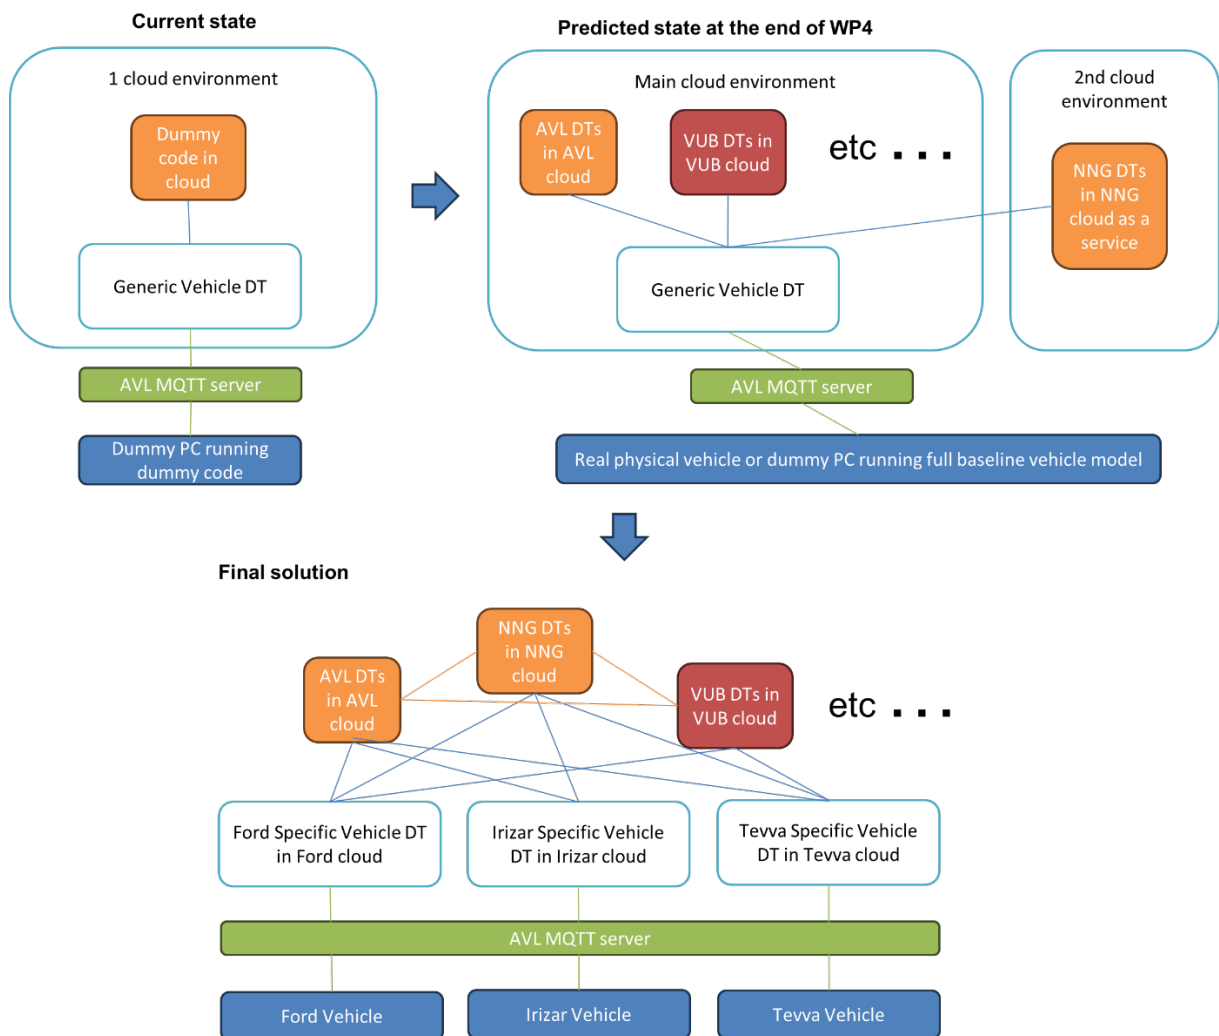 Current state
1 cloud environment
Dummy
code in
cloud
Generic Vehicle DT
AVL MQTT server
Dummy PC running
dummy code
Predicted state at the end of WP4
Main cloud environment
AVL DTs
in AVL
cloud
VUB DTs in
VUB cloud
etc ...
Generic Vehicle DT
2nd cloud
environment
NNG DTs
in NNG
cloud as a
service
AVL MQTT server
Real physical vehicle or dummy PC running full baseline vehicle model
Final solution
NNG DTs
in NNG
cloud
AVL DTs
in AVL
cloud
VUB DTs in
VUB cloud
etc ...
Ford Specific Vehicle DT
in Ford cloud
Irizar Specific Vehicle
DT in Irizar cloud
Tevva Specific Vehicle
DT in Tevva cloud
AVL MQTT server
Ford Vehicle
Irizar Vehicle
Tevva Vehicle